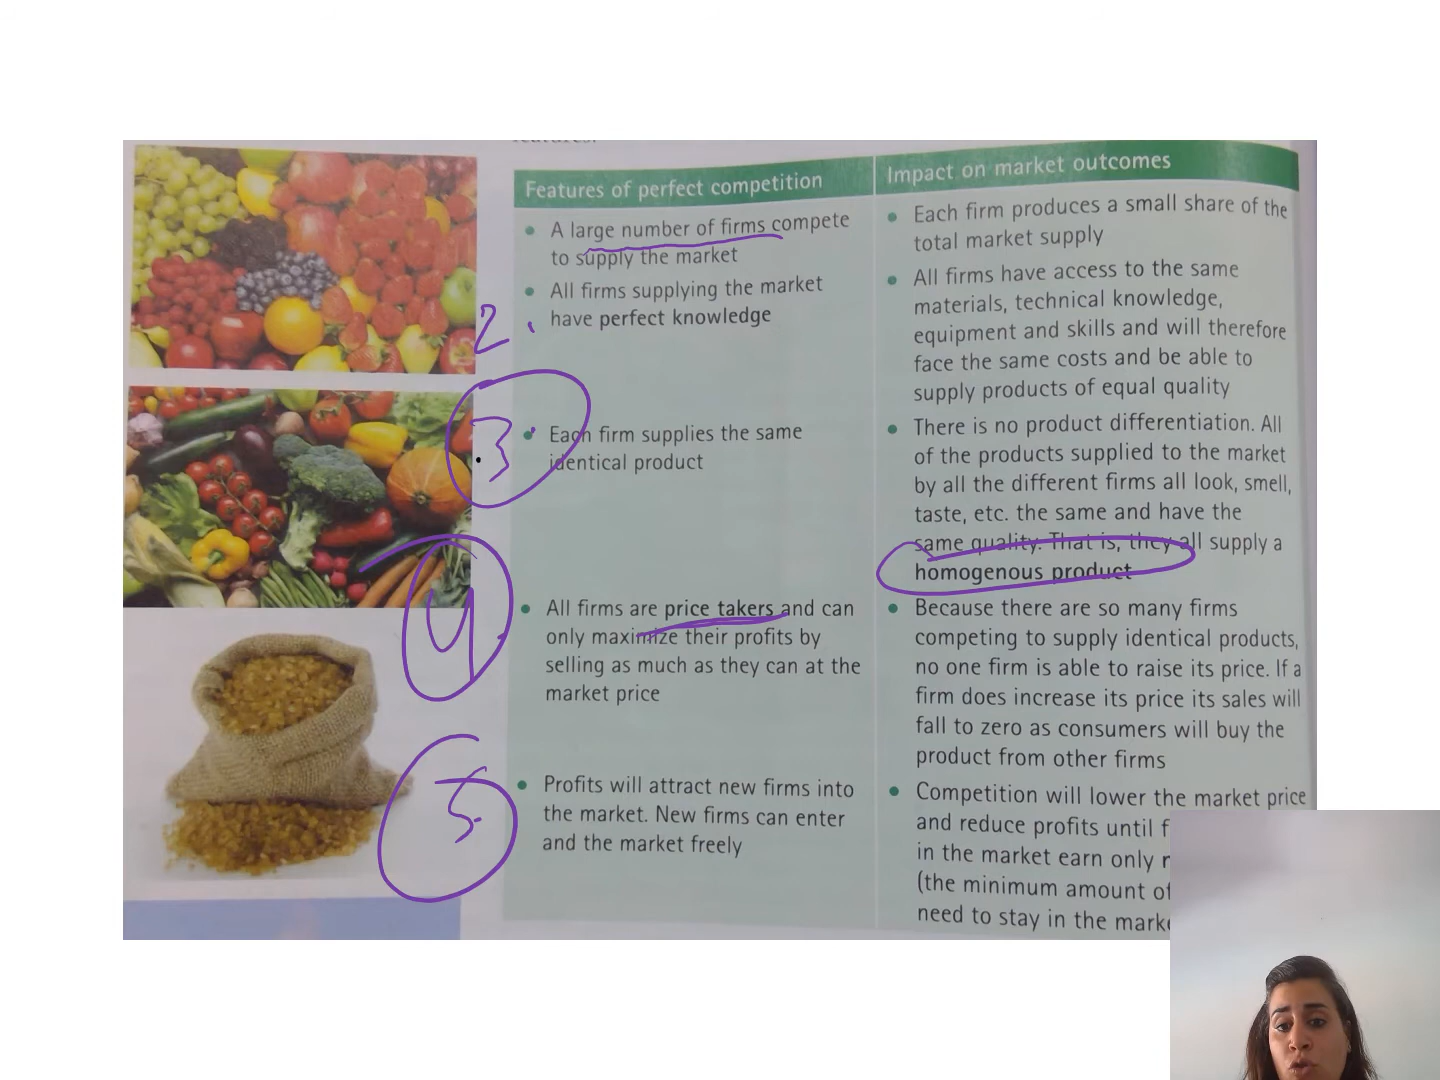 Features of perfect competition
Impact on market outcomes
• A large number of firms compete
to supply the market
• All firms supplying the market
have perfect knowledge
• Each firm supplies the same
identical product
• All firms are price takers and can
only maximize their profits by
selling as much as they can at the
market price
• Profits will attract new firms into
the market. New firms can enter
and the market freely
• Each firm produces a small share of the
total market supply
• All firms have access to the same
materials, technical knowledge,
equipment and skills and will therefore
face the same costs and be able to
supply products of equal quality
• There is no product differentiation. All
of the products supplied to the market
by all the different firms all look, smell,
taste, etc. the same and have the
same quality. That is, they all supply a
homogenous product
• Because there are so many firms
competing to supply identical products,
no one firm is able to raise its price. If a
firm does increase its price its sales will
fall to zero as consumers will buy the
product from other firms
• Competition will lower the market price
and reduce profits until
in the market earn only
(the minimum amount of
need to stay in the
2
3
4
5